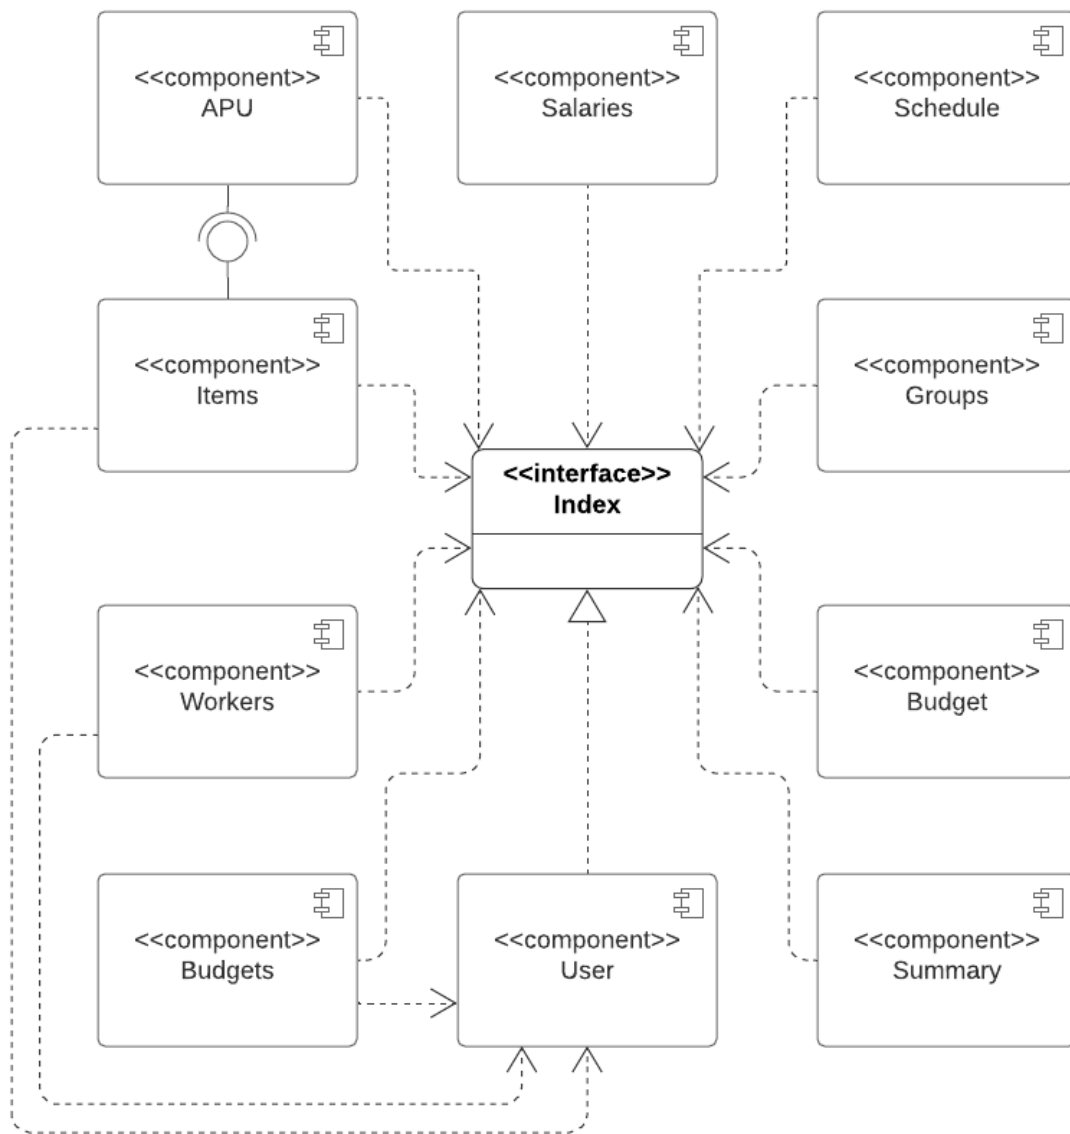 <<component>>
APU
<<component>>
Salaries
<<component>>
Schedule
<<component>>
Items
<<component>>
Groups
<<interface>>
Index
<<component>>
Workers
<<component>>
Budget
<<component>>
Budgets
<<component>>
User
<<component>>
Summary